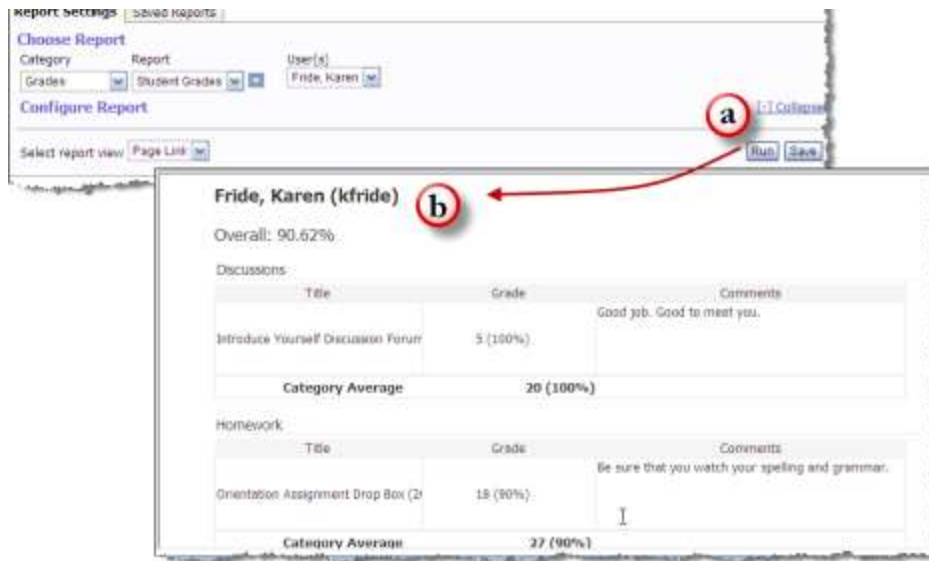 Report Settings Saved Reports
Choose Report
Category Report User(s)
Grades Student Grades Fride, Karen
Configure Report [-] Collapse
a
Select report view Page Link Run Save
Fride, Karen (kfride)
b
Overall: 90.62%
Discussions
Title Grade Comments
Good job. Good to meet you.
Introduce Yourself Discussion Forum 5 (100%)
Category Average 20 (100%)
Homework
Title Grade Comments
Be sure that you watch your spelling and grammar.
Orientation Assignment Drop Box (2 18 (90%)
Category Average 27 (90%)